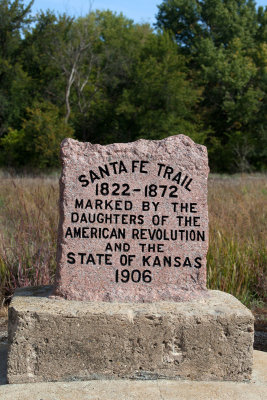 SANTA FE TRAIL
1822-1872
MARKED BY THE
DAUGHTERS OF THE
AMERICAN REVOLUTION
AND THE
STATE OF KANSAS
1906